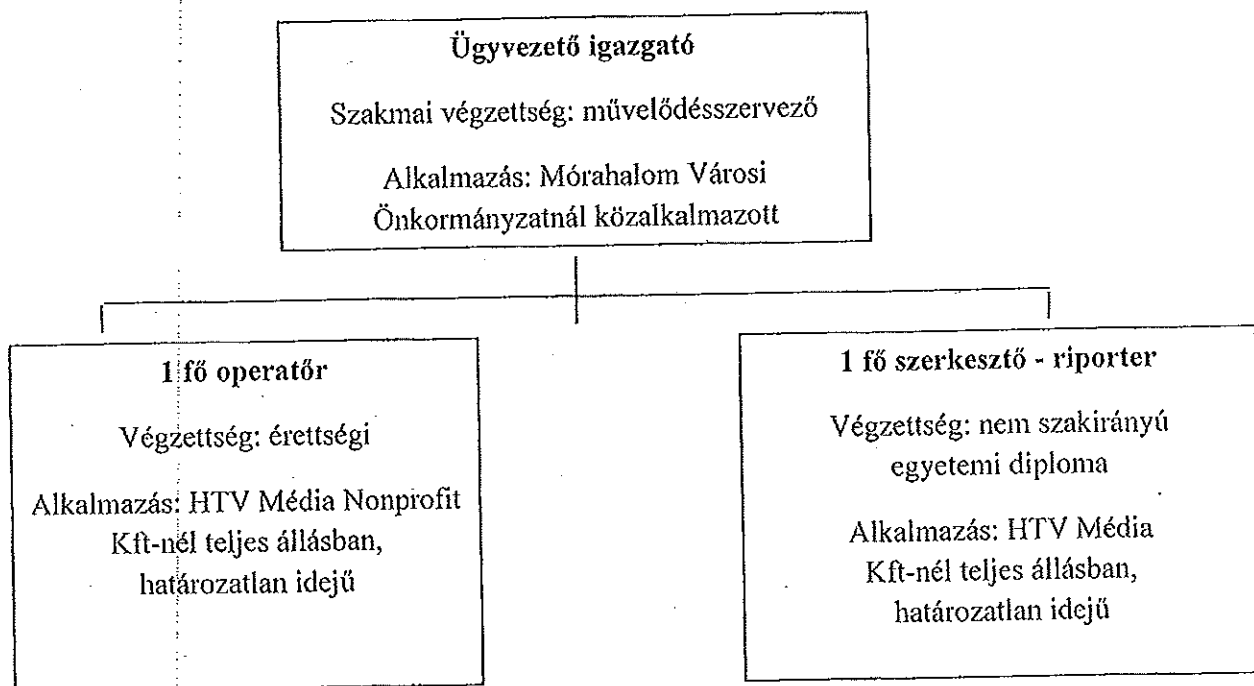 Ügyvezető igazgató
Szakmai végzettség: művelődésszervező
Alkalmazás: Mórahalom Városi
Önkormányzatnál közalkalmazott
1 fő operatőr
Végzettség: érettségi
Alkalmazás: HTV Média Nonprofit
Kft-nél teljes állásban,
határozatlan idejű
1 fő szerkesztő - riporter
Végzettség: nem szakirányú
egyetemi diploma
Alkalmazás: HTV Média
Kft-nél teljes állásban,
határozatlan idejű